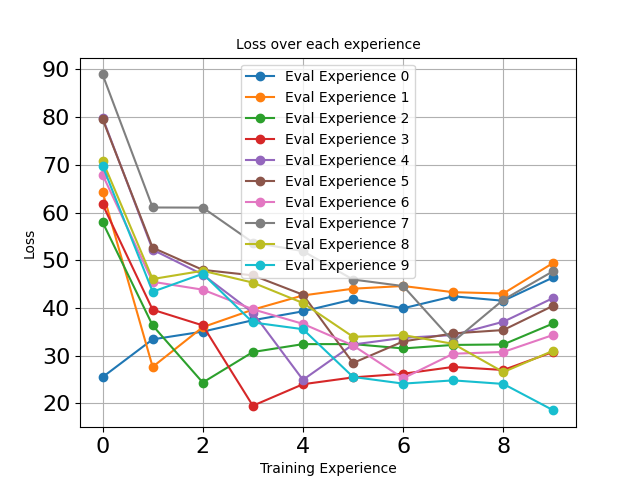 Loss over each experience
90
80
70
60
50
40
30
20
Loss
Eval Experience 0
Eval Experience 1
Eval Experience 2
Eval Experience 3
Eval Experience 4
Eval Experience 5
Eval Experience 6
Eval Experience 7
Eval Experience 8
Eval Experience 9
0 2 4 6 8
Training Experience